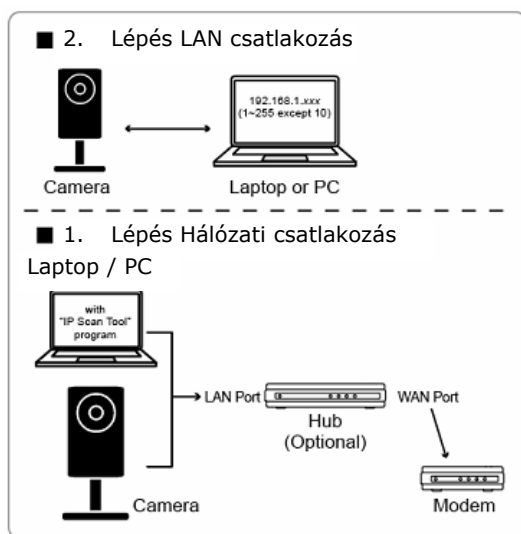 ■ 2. Lépés LAN csatlakozás
192.168.1.xxx
(1~255 except 10)
Camera
Laptop or PC
■ 1. Lépés Hálózati csatlakozás
Laptop / PC
with
"IP Scan Tool"
program
LAN Port
WAN Port
Hub
(Optional)
Camera
Modem